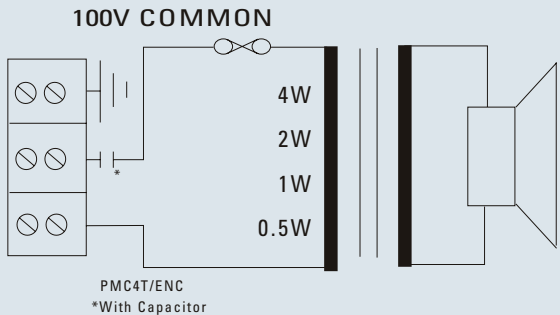 100V COMMON
4W
2W
1W
0.5W
*
PMC4T/ENC
*With Capacitor